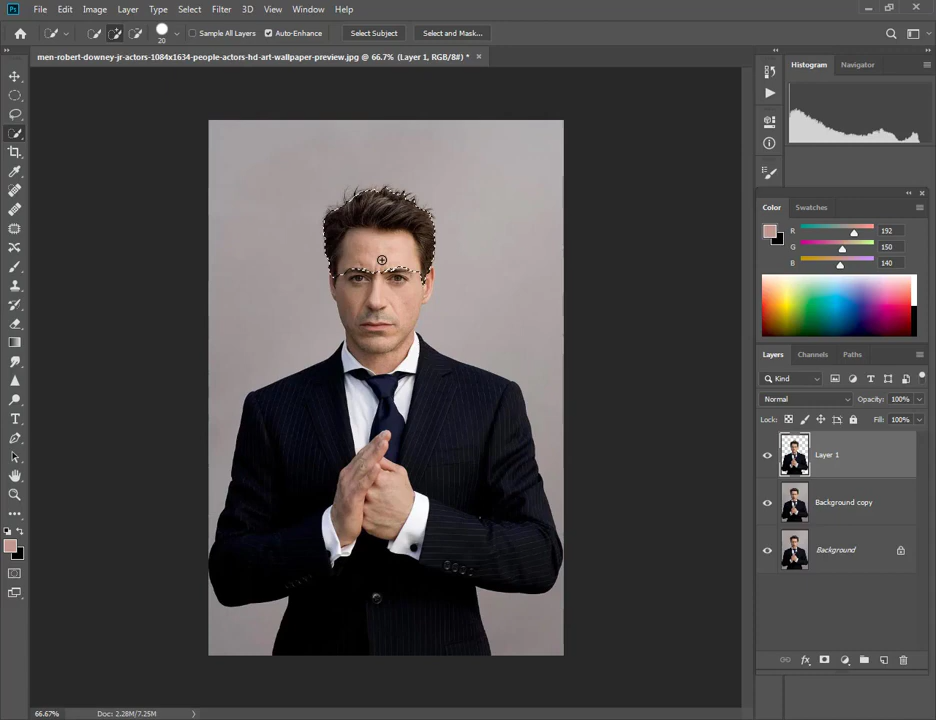 Ps File Edit Image Layer Type Select Filter 3D View Window Help
20 Sample All Layers Auto-Enhance Select Subject Select and Mask...
men-robert-downey-jr-actors-1084x1634-people-actors-hd-art-wallpaper-preview.jpg @ 66.7% (Layer 1, RGB/8#) *
Histogram Navigator
Color Swatches
R 192
G 150
B 140
Layers Channels Paths
Kind
Normal Opacity: 100%
Lock: Fill: 100%
Layer 1
Background copy
Background
66.67% Doc: 2.28M/7.25M